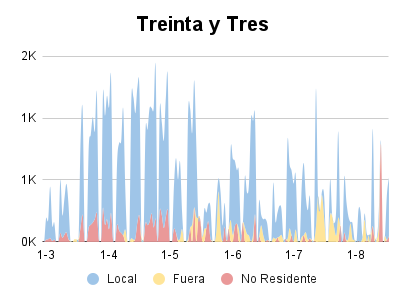 Treinta y Tres
2K
1K
1K
0K
1-3 1-4 1-5 1-6 1-7 1-8
Local Fuera No Residente